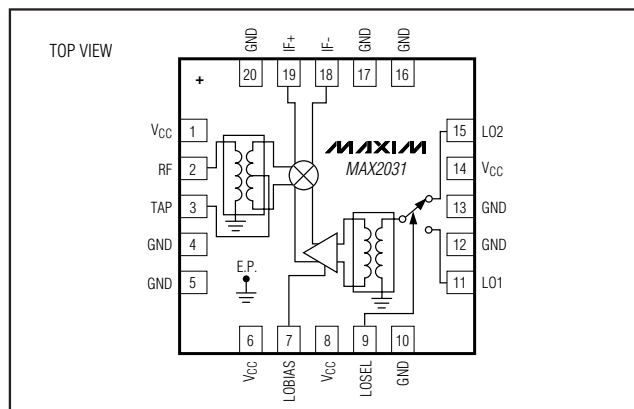 TOP VIEW
GND
IF+
IF-
GND
GND
20
19
18
17
16
+
MAXIM
MAX2031
VCC
1
RF
2
TAP
3
GND
4
GND
5
E.P.
15
LO2
14
VCC
13
GND
12
GND
11
LO1
6
7
8
9
10
VCC
LOBIAS
VCC
LOSEL
GND